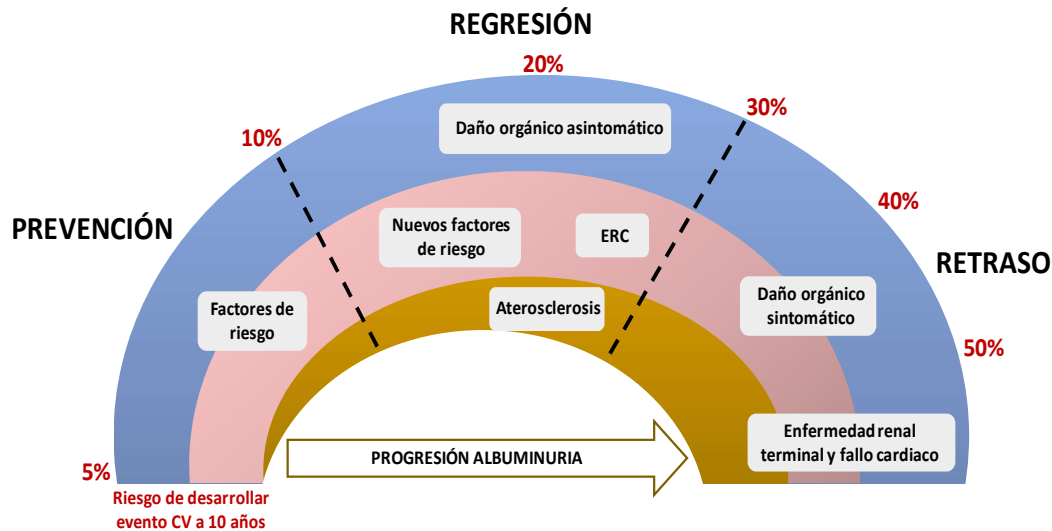 REGRESIÓN
20%
30%
10%
Daño orgánico asintomático
40%
PREVENCIÓN
Nuevos factores
de riesgo
ERC
RETRASO
Factores de
riesgo
Aterosclerosis
Daño orgánico
sintomático
50%
Enfermedad renal
terminal y fallo cardiaco
5%
PROGRESIÓN ALBUMINURIA
Riesgo de desarrollar
evento CV a 10 años